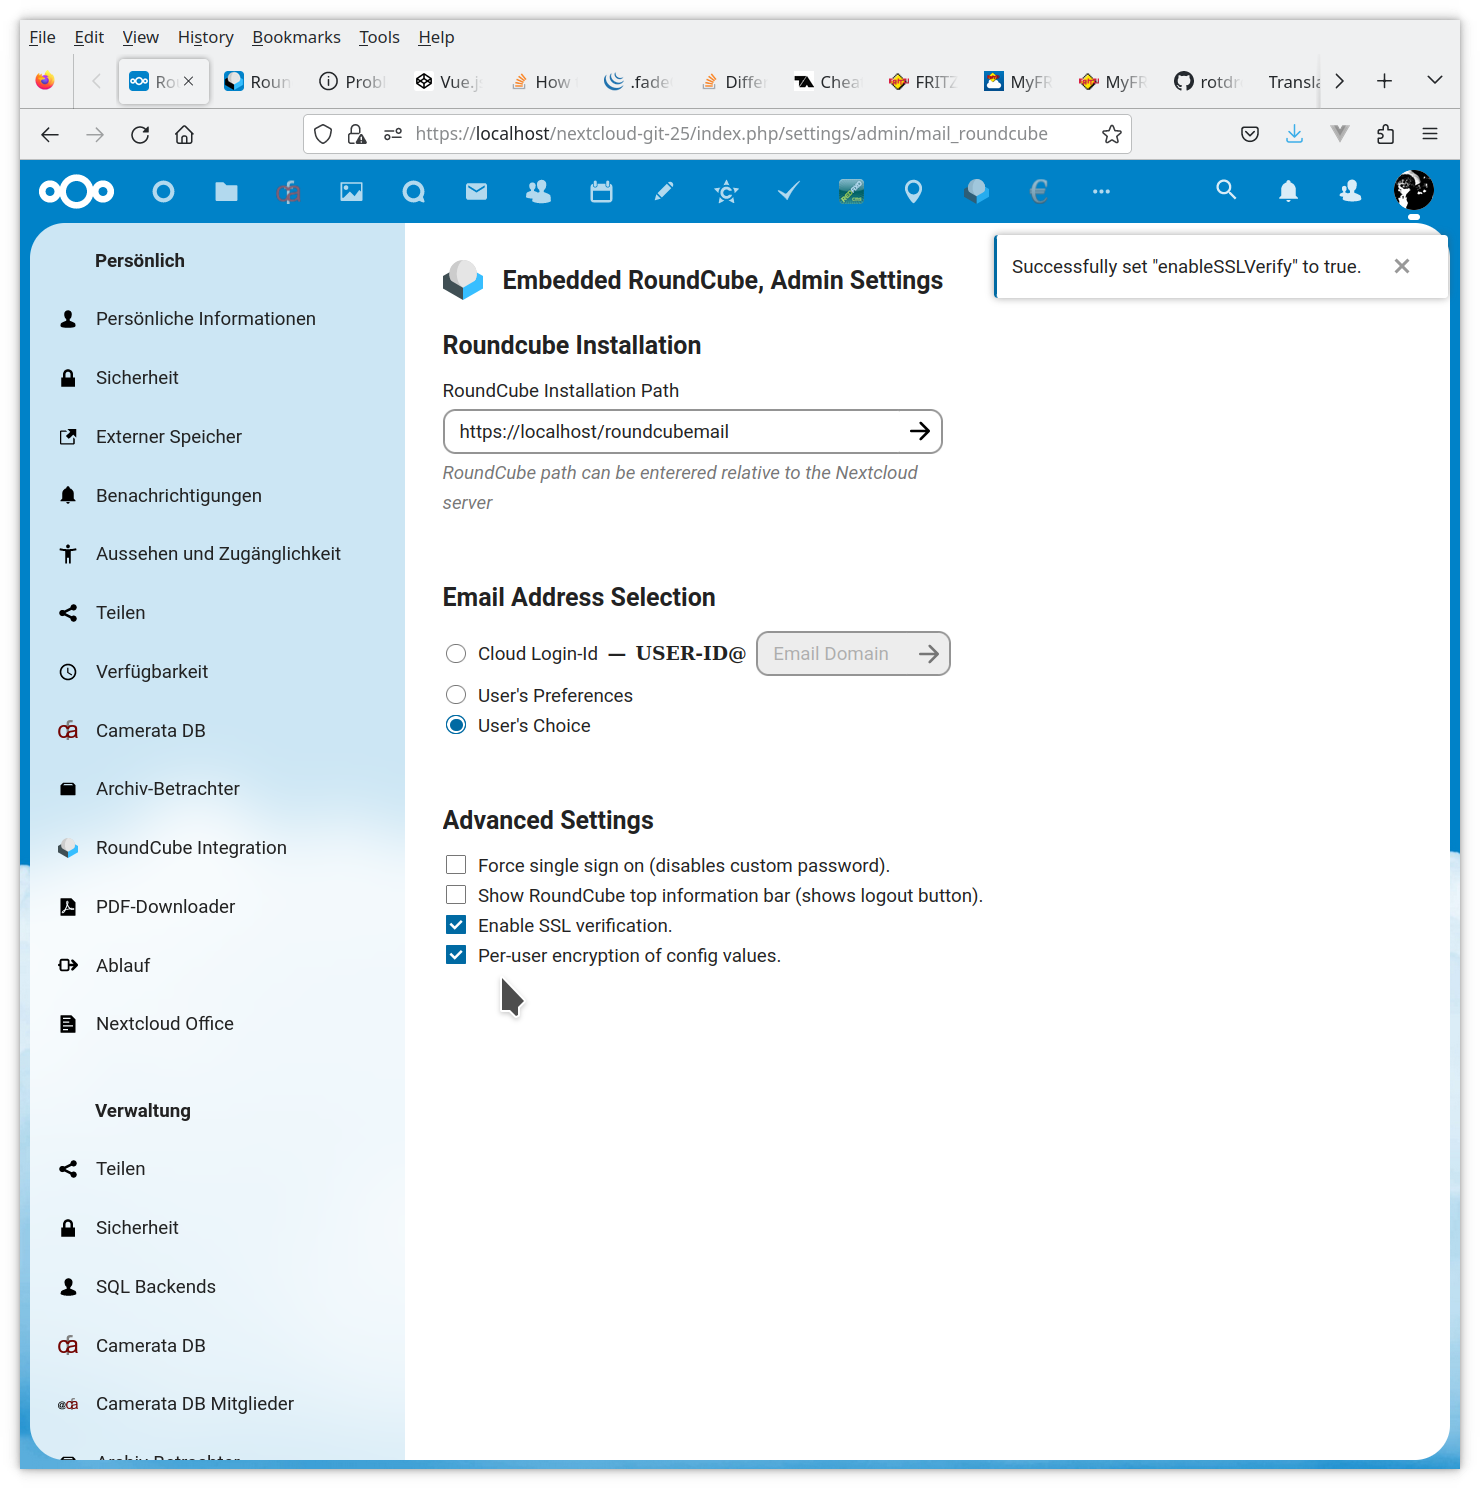 File Edit View History Bookmarks Tools Help
Rou Roun Probl Vue.js How .fade Differ Chea FRITZ MyFR MyFR rotdr Transla
https://localhost/nextcloud-git-25/index.php/settings/admin/mail_roundcube
Successfully set "enableSSLVerify" to true.
Persönlich
Persönliche Informationen
Sicherheit
Externer Speicher
Benachrichtigungen
Aussehen und Zugänglichkeit
Teilen
Verfügbarkeit
Camerata DB
Archiv-Betrachter
RoundCube Integration
PDF-Downloader
Ablauf
Nextcloud Office
Verwaltung
Teilen
Sicherheit
SQL Backends
Camerata DB
Camerata DB Mitglieder
Archiv-Betrachter
Embedded RoundCube, Admin Settings
Roundcube Installation
RoundCube Installation Path
https://localhost/roundcubemail
RoundCube path can be enterered relative to the Nextcloud
server
Email Address Selection
Cloud Login-Id — USER-ID@ Email Domain
User's Preferences
User's Choice
Advanced Settings
Force single sign on (disables custom password).
Show RoundCube top information bar (shows logout button).
Enable SSL verification.
Per-user encryption of config values.